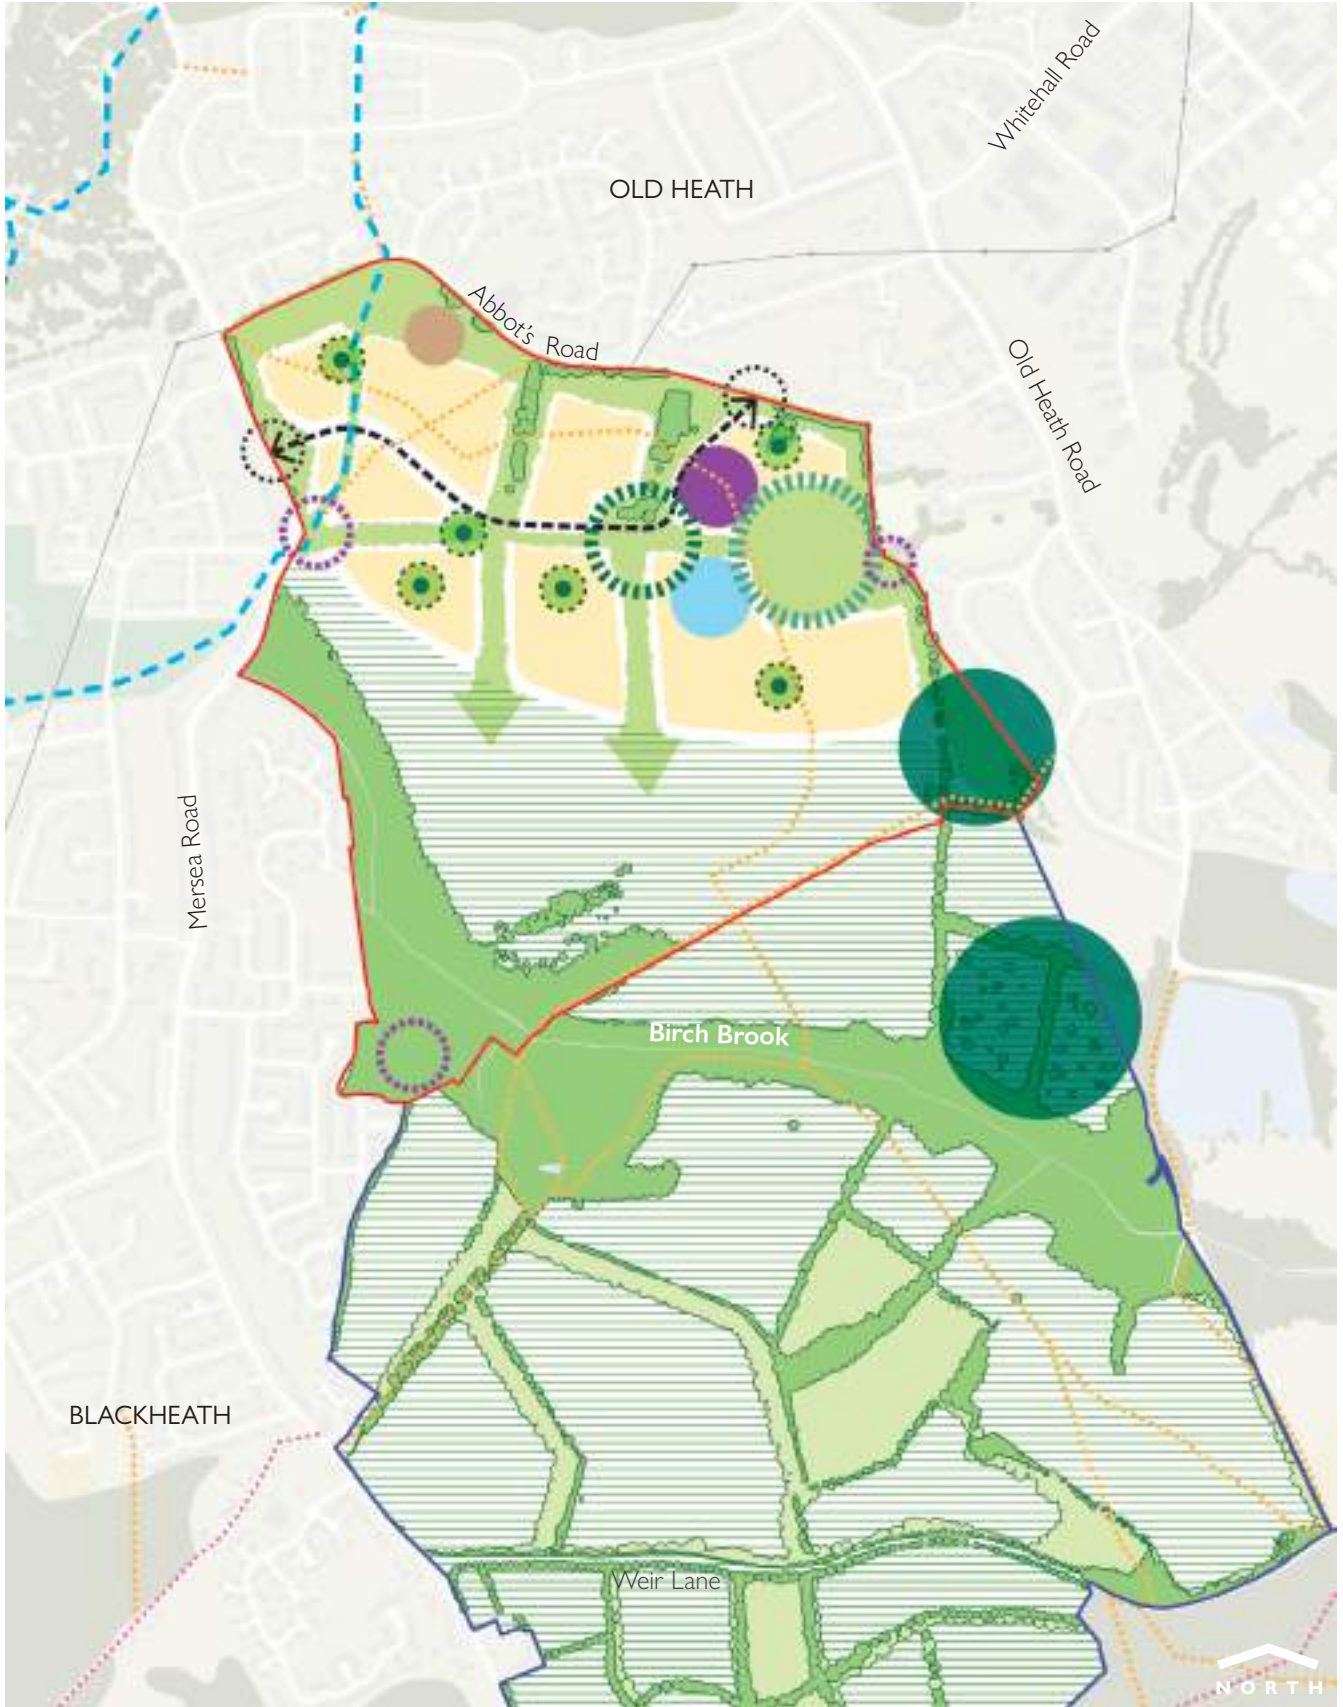 Whitehall Road
OLD HEATH
Abbot's Road
Old Heath Road
Mersea Road
Birch Brook
BLACKHEATH
Weir Lane
NORTH